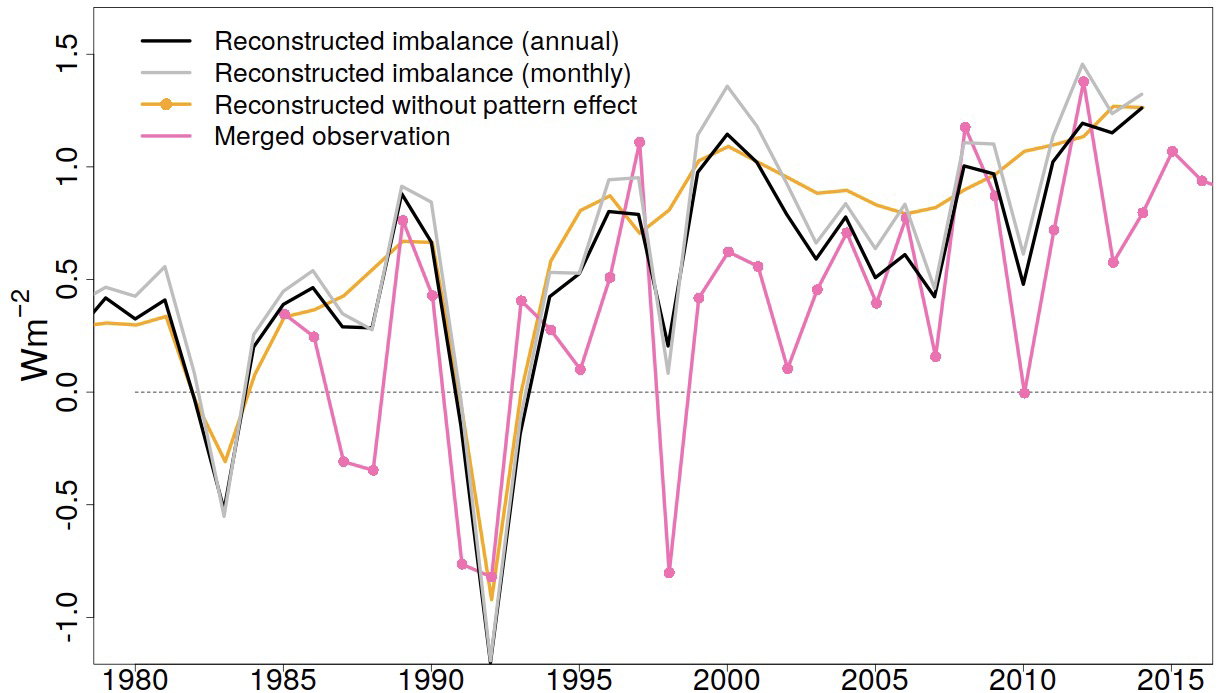 Reconstructed imbalance (annual)
Reconstructed imbalance (monthly)
Reconstructed without pattern effect
Merged observation
Wm−2
1.5
1.0
0.5
0.0
-0.5
-1.0
1980 1985 1990 1995 2000 2005 2010 2015